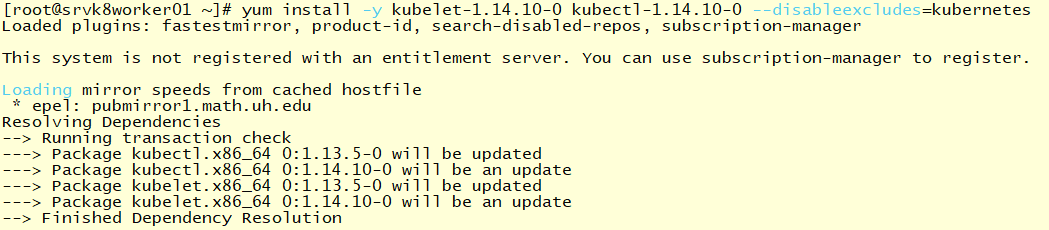 [root@srvk8worker01 ~]# yum install -y kubelet-1.14.10-0 kubectl-1.14.10-0 --disableexcludes=kubernetes
Loaded plugins: fastestmirror, product-id, search-disabled-repos, subscription-manager
This system is not registered with an entitlement server. You can use subscription-manager to register.
Loading mirror speeds from cached hostfile
 * epel: pubmirror1.math.uh.edu
Resolving Dependencies
--> Running transaction check
---> Package kubectl.x86_64 0:1.13.5-0 will be updated
---> Package kubectl.x86_64 0:1.14.10-0 will be an update
---> Package kubelet.x86_64 0:1.13.5-0 will be updated
---> Package kubelet.x86_64 0:1.14.10-0 will be an update
--> Finished Dependency Resolution